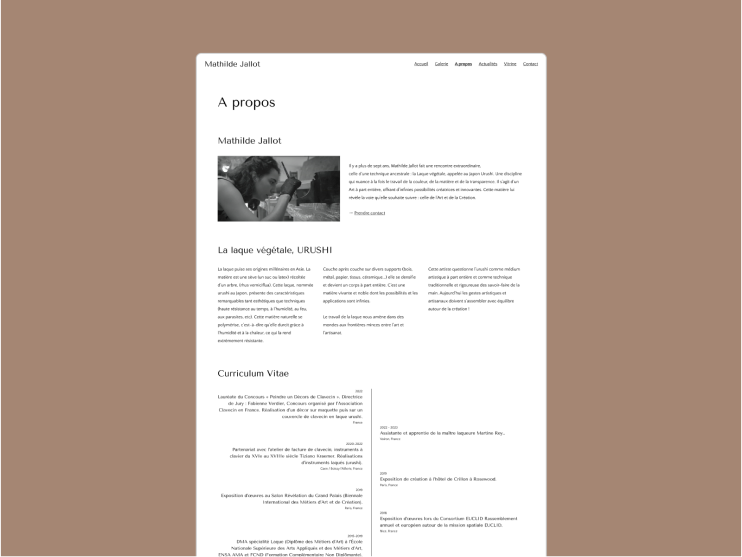 Mathilde Jallot
Accueil Galerie A propos Actualités Vitrine Contact
A propos
Mathilde Jallot
Il y a plus de sept ans, Mathilde Jallot fait une rencontre extraordinaire,
celle d'une technique ancestrale : la Laque végétale, appelée au Japon Urushi. Une discipline
qui nuance à la fois le travail de la couleur, de la matière et de la transparence. Il s'agit d'un
Art à part entière, offrant d'infinies possibilités créatrices et innovantes. Cette matière lui
révèle la voie qu'elle souhaite suivre : celle de l'Art et de la Création.
Prendre contact
La laque végétale, URUSHI
La laque puise ses origines millénaires en Asie. La
matière est une sève (un suc ou latex) récoltée
d'un arbre, (rhus verniciflua). Cette laque, nommée
urushi au Japon, présente des caractéristiques
remarquables tant esthétiques que techniques
(haute résistance au temps, à l'humidité, au feu,
aux parasites, etc). Cette matière naturelle se
polymérise, c'est-à-dire qu'elle durcit grâce à
l'humidité et à la chaleur, ce qui la rend
extrêmement résistante.
Couche après couche sur divers supports (bois,
métal, papier, tissus, céramique...) elle se densifie
et devient un corps à part entière. C'est une
matière vivante et noble dont les possibilités et les
applications sont infinies.
Le travail de la laque nous amène dans des
mondes aux frontières minces entre l'art et
l'artisanat.
Cette artiste questionne l'urushi comme médium
artistique à part entière et comme technique
traditionnelle et rigoureuse des savoir-faire de la
main. Aujourd'hui les gestes artistiques et
artisanaux doivent s'assembler avec équilibre
autour de la création !
Curriculum Vitae
2022
Lauréate du Concours « Peindre un Décors de Clavecin ». Directrice
de Jury : Fabienne Verdier. Concours organisé par l'Association
Clavecin en France. Réalisation d'un décor sur maquette puis sur un
couvercle de clavecin en laque urushi.
France
2022 - 2023
Assistante et apprentie de la maître laqueure Martine Rey.
France
2020-2021
Partenariat avec l'atelier de facture de clavecin, instruments à
clavier du XVIe au XVIIIe siècle Tiziano Kraemer. Réalisations
d'instruments laqués (urushi).
France
2019
Exposition de création à l'Hôtel de Crillon à Rosewood.
Paris, France
2019
Exposition d'œuvres au Salon Révélation du Grand Palais (Biennale
International des Métiers d'Art et de Création).
Paris, France
2018
Exposition d'œuvres lors du Consortium EUCLID Rassemblement
annuel et européen autour de la mission spatiale EUCLID.
France
DMA spécialité Laque (Diplôme des Métiers d'Art) à l'École
Nationale Supérieure des Arts Appliqués et des Métiers d'Art,
ENSA AMA et FCND (Formation Complémentaire Non Diplômante).